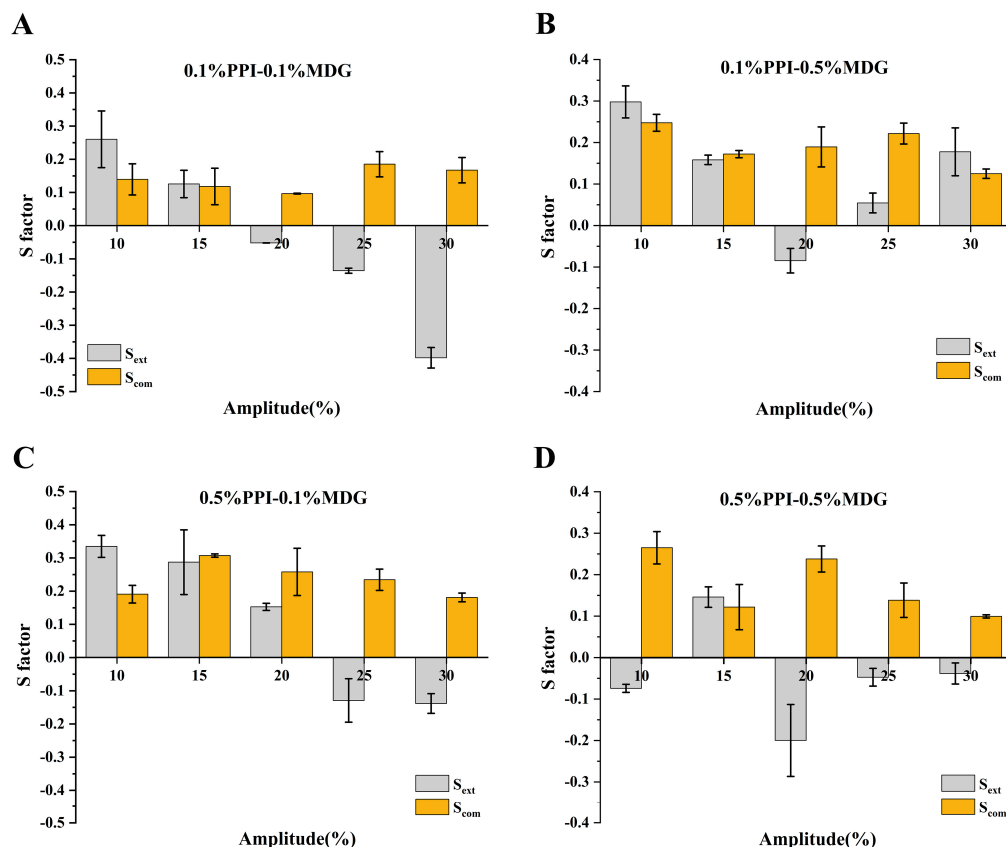 A
0.1%PPI-0.1%MDG
0.5
0.4
0.3
0.2
0.1
0.0
-0.1
-0.2
-0.3
-0.4
-0.5
S factor
10 15 20 25 30
Sext
Scom
Amplitude(%)
B
0.1%PPI-0.5%MDG
0.4
0.3
0.2
0.1
0.0
-0.1
-0.2
-0.3
-0.4
S factor
10 15 20 25 30
Sext
Scom
Amplitude(%)
C
0.5%PPI-0.1%MDG
0.5
0.4
0.3
0.2
0.1
0.0
-0.1
-0.2
-0.3
-0.4
-0.5
S factor
10 15 20 25 30
Sext
Scom
Amplitude(%)
D
0.5%PPI-0.5%MDG
0.4
0.3
0.2
0.1
0.0
-0.1
-0.2
-0.3
-0.4
S factor
10 15 20 25 30
Sext
Scom
Amplitude(%)